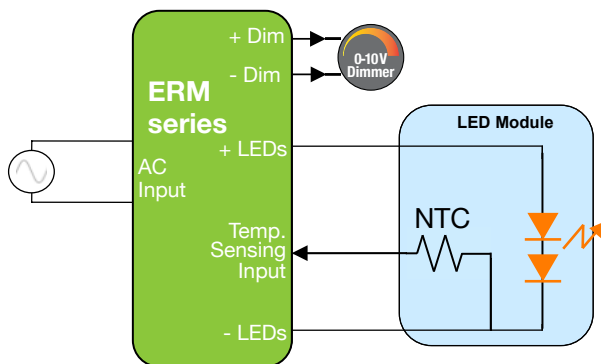 + Dim
- Dim
0-10V
Dimmer
ERM
series
AC
Input
+ LEDs
Temp.
Sensing
Input
- LEDs
LED Module
NTC